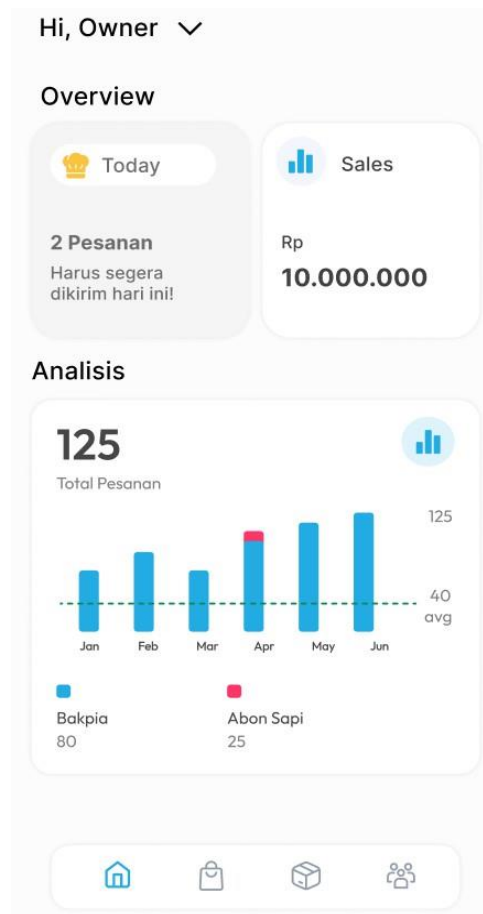 Hi, Owner
Overview
Today
2 Pesanan
Harus segera
dikirim hari ini!
Sales
Rp
10.000.000
Analisis
125
Total Pesanan
125
40
avg
Jan Feb Mar Apr May Jun
Bakpia
80
Abon Sapi
25